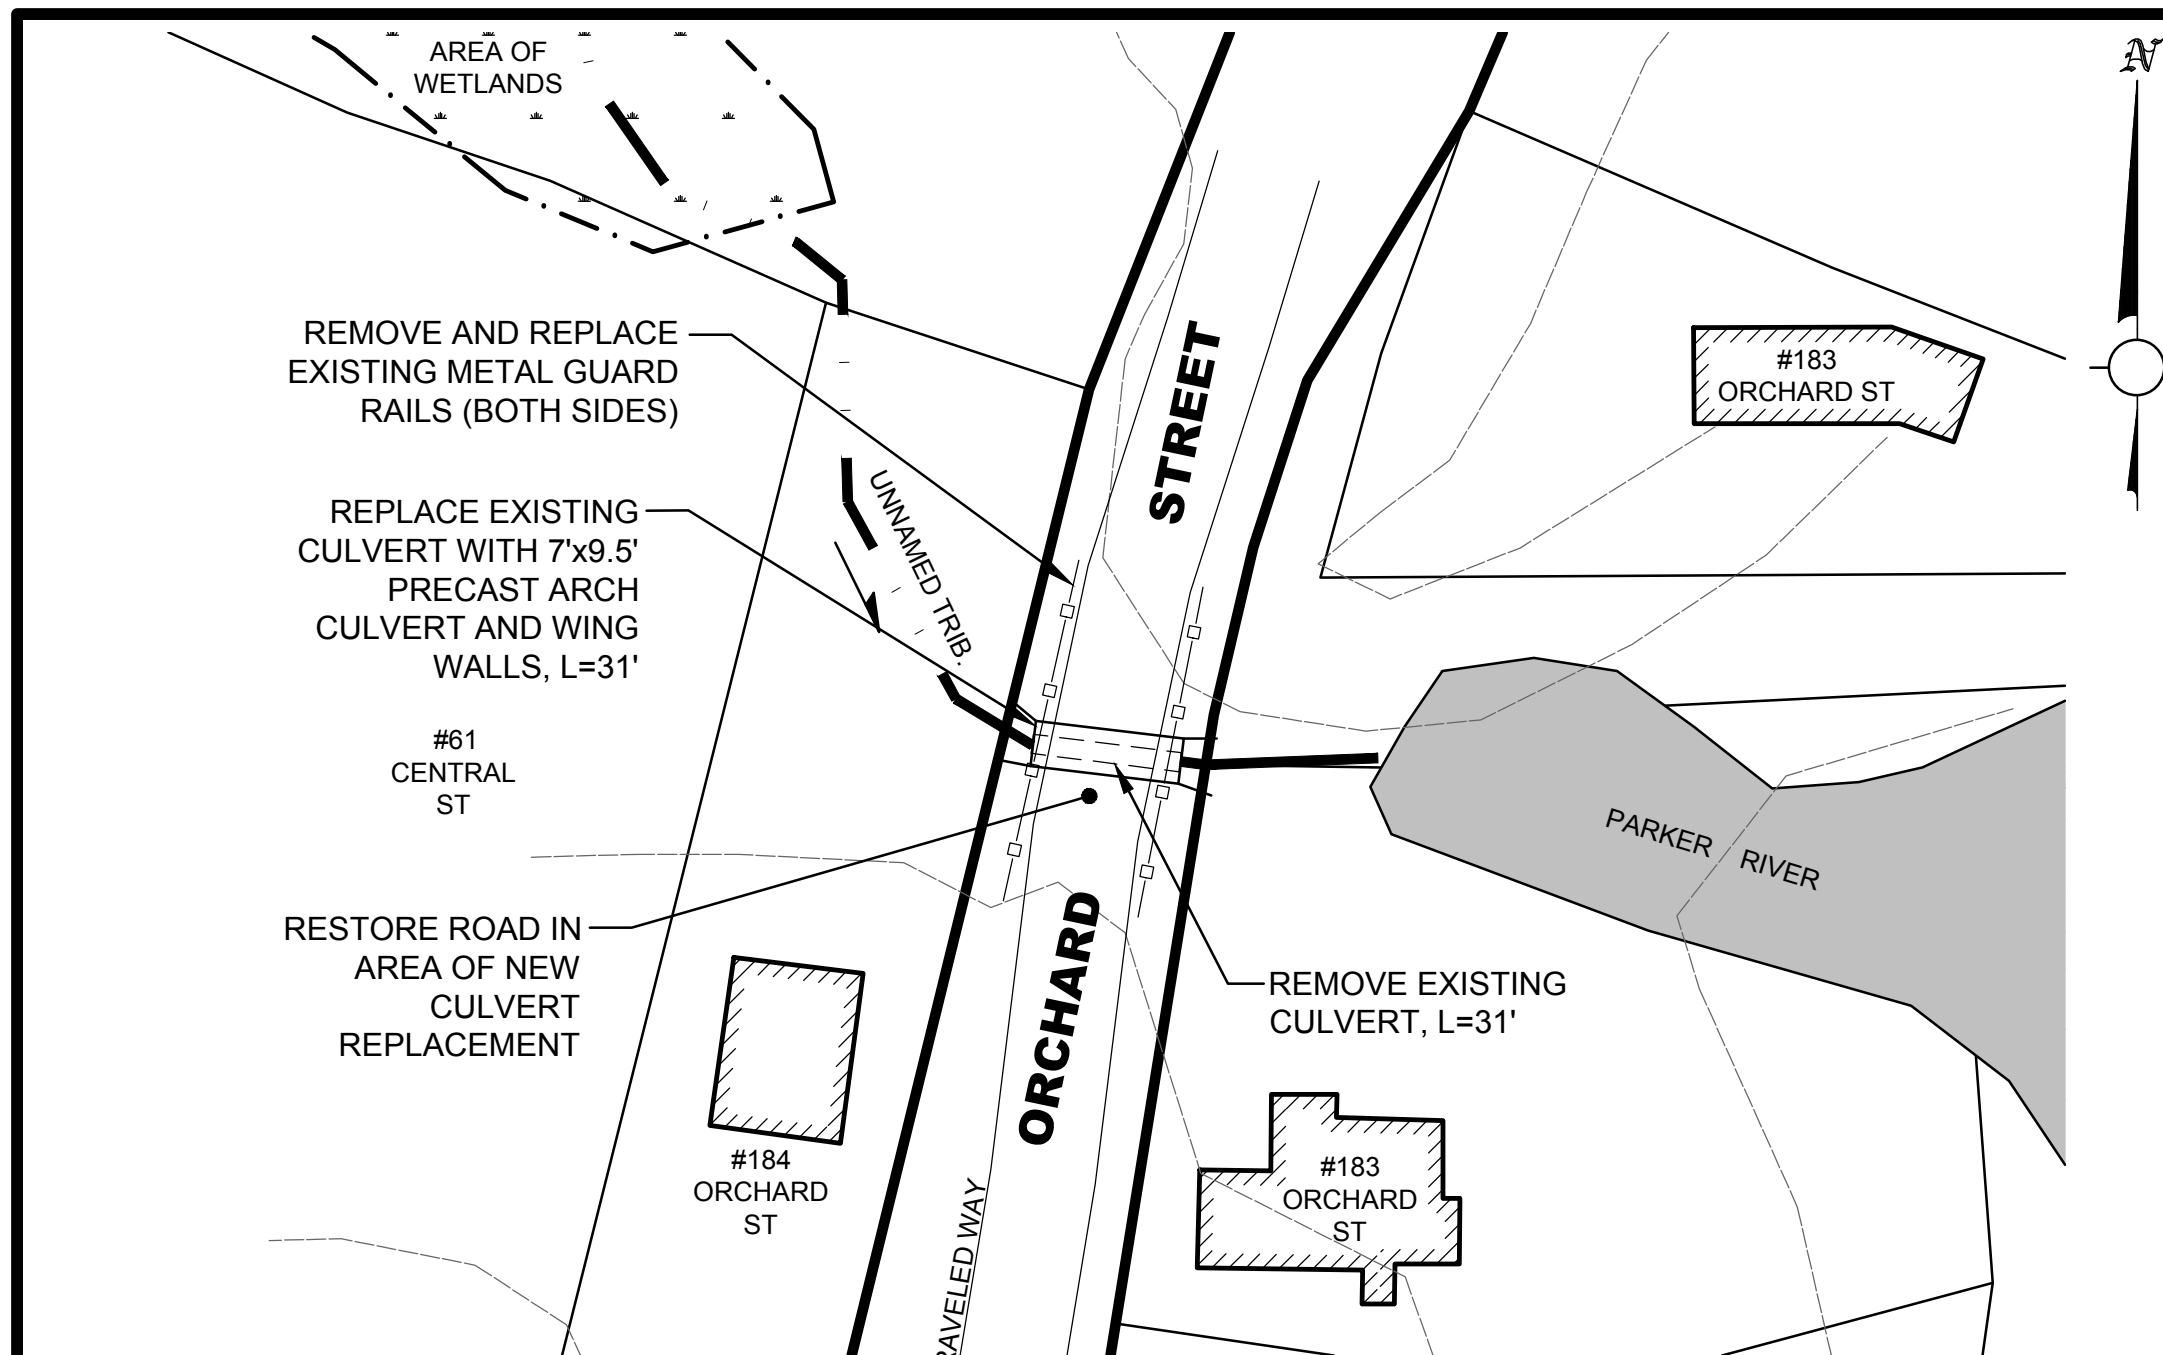 AREA OF
WETLANDS
N
REMOVE AND REPLACE
EXISTING METAL GUARD
RAILS (BOTH SIDES)
STREET
#183
ORCHARD ST
REPLACE EXISTING
CULVERT WITH 7'x9.5'
PRECAST ARCH
CULVERT AND WING
WALLS, L=31'
UNNAMED TRIB.
#61
CENTRAL
ST
PARKER RIVER
RESTORE ROAD IN
AREA OF NEW
CULVERT
REPLACEMENT
ORCHARD
REMOVE EXISTING
CULVERT, L=31'
#184
ORCHARD
ST
#183
ORCHARD
ST
RAVELED WAY